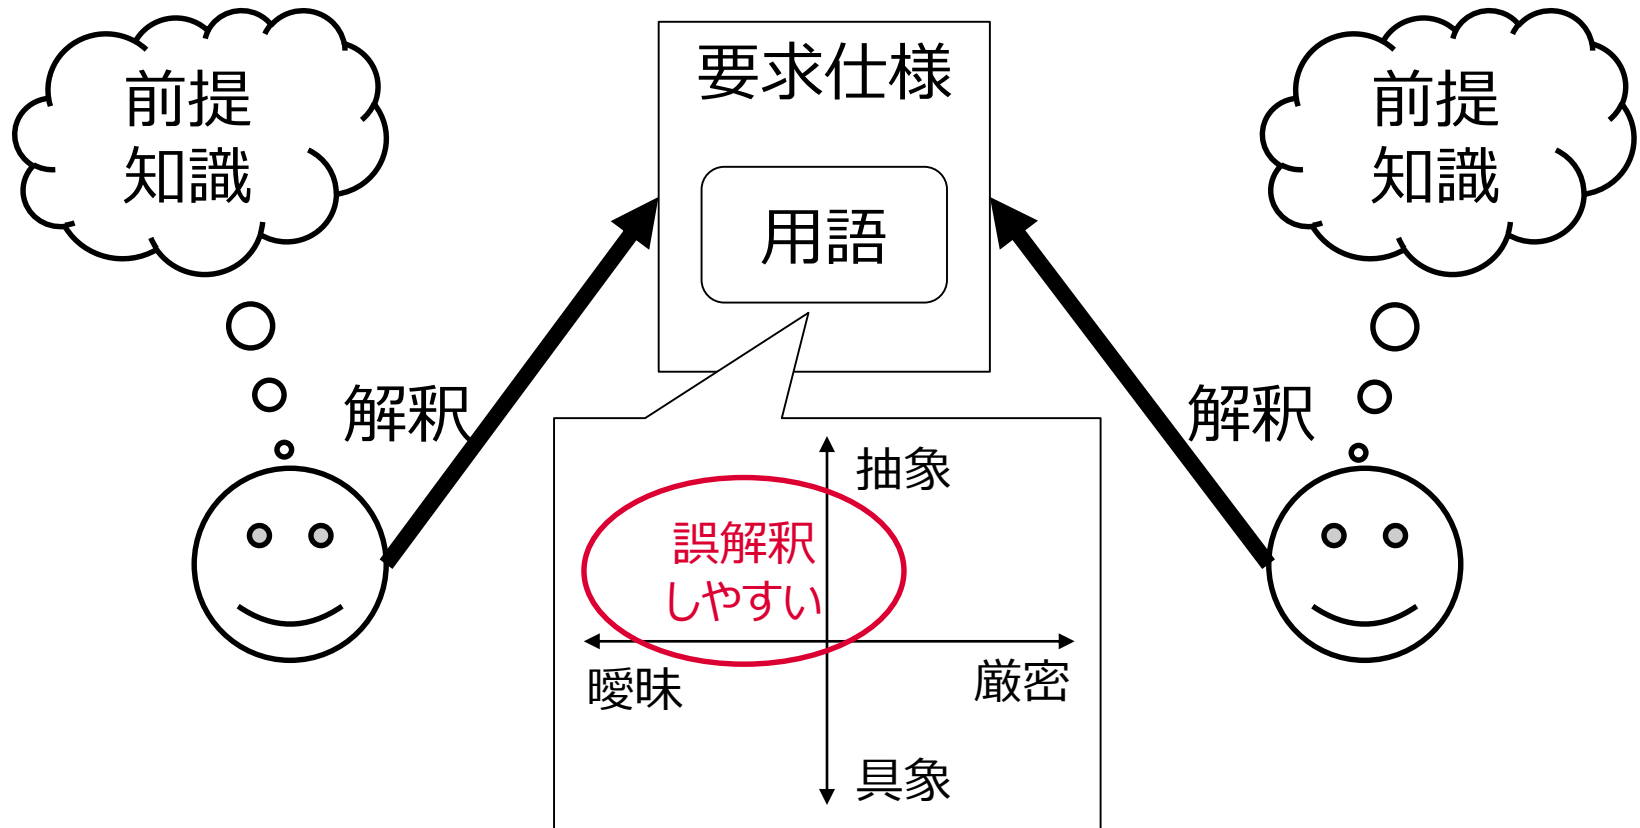 前提
知識
要求仕様
用語
前提
知識
解釈
解釈
抽象
誤解釈
しやすい
曖昧
厳密
具象